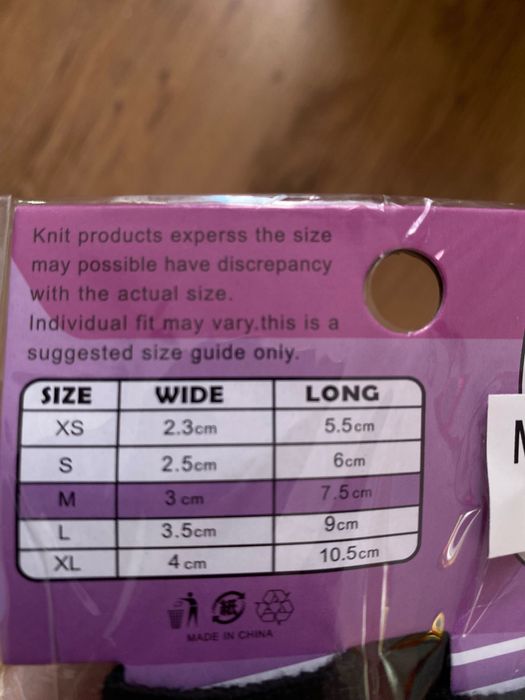 Knit products experss the size
may possible have discrepancy
with the actual size.
Individual fit may vary.this is a
suggested size guide only.
SIZE WIDE LONG
XS 2.3cm 5.5cm
S 2.5cm 6cm
M 3 cm 7.5cm
L 3.5cm 9cm
XL 4 cm 10.5cm
紙
MADE IN CHINA